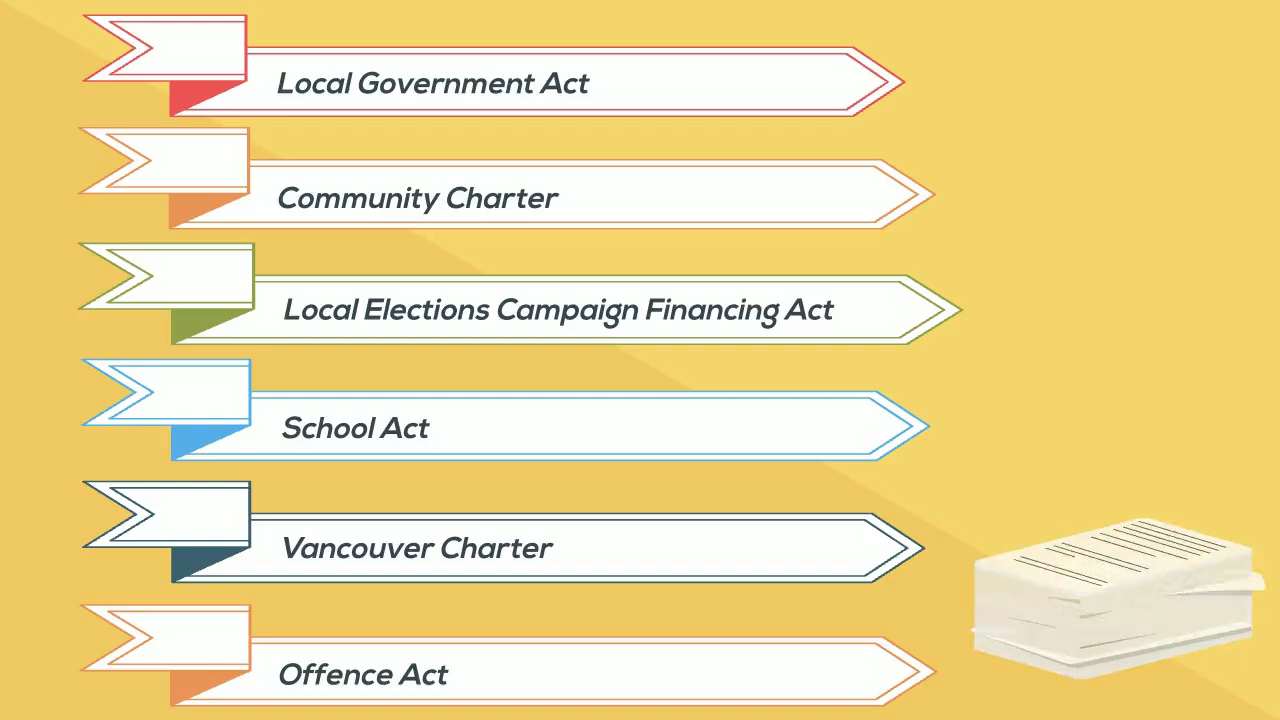 Local Government Act
Community Charter
Local Elections Campaign Financing Act
School Act
Vancouver Charter
Offence Act